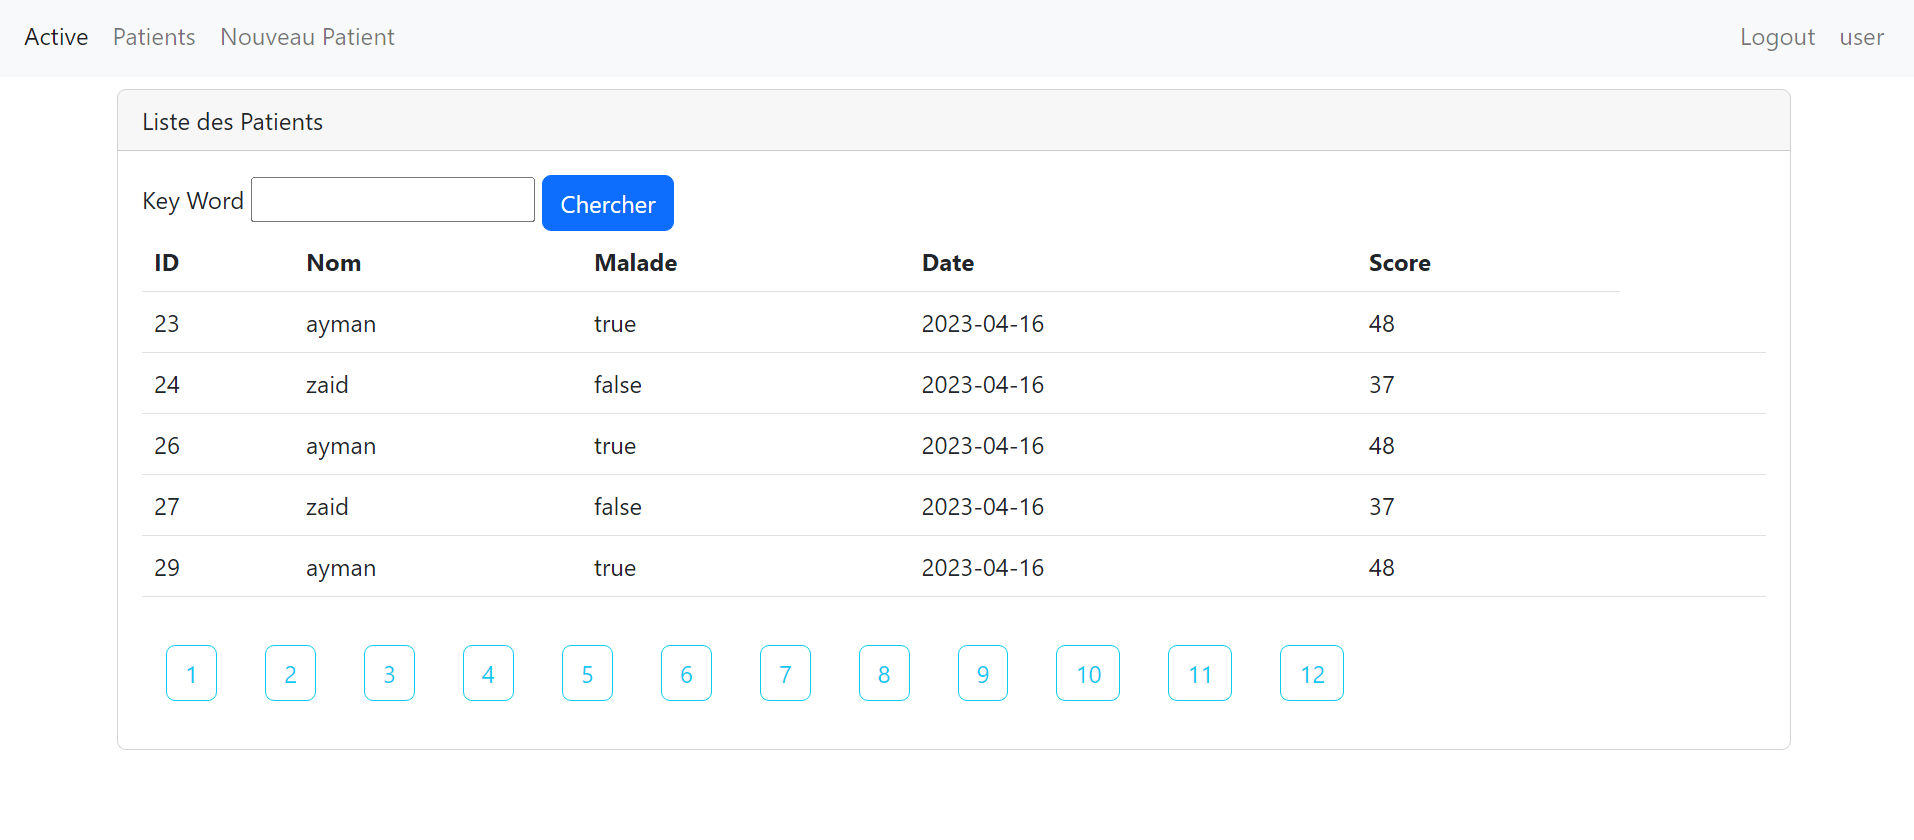 Active Patients Nouveau Patient Logout user
Liste des Patients
Key Word Chercher
ID Nom Malade Date Score
23 ayman true 2023-04-16 48
24 zaid false 2023-04-16 37
26 ayman true 2023-04-16 48
27 zaid false 2023-04-16 37
29 ayman true 2023-04-16 48
1 2 3 4 5 6 7 8 9 10 11 12